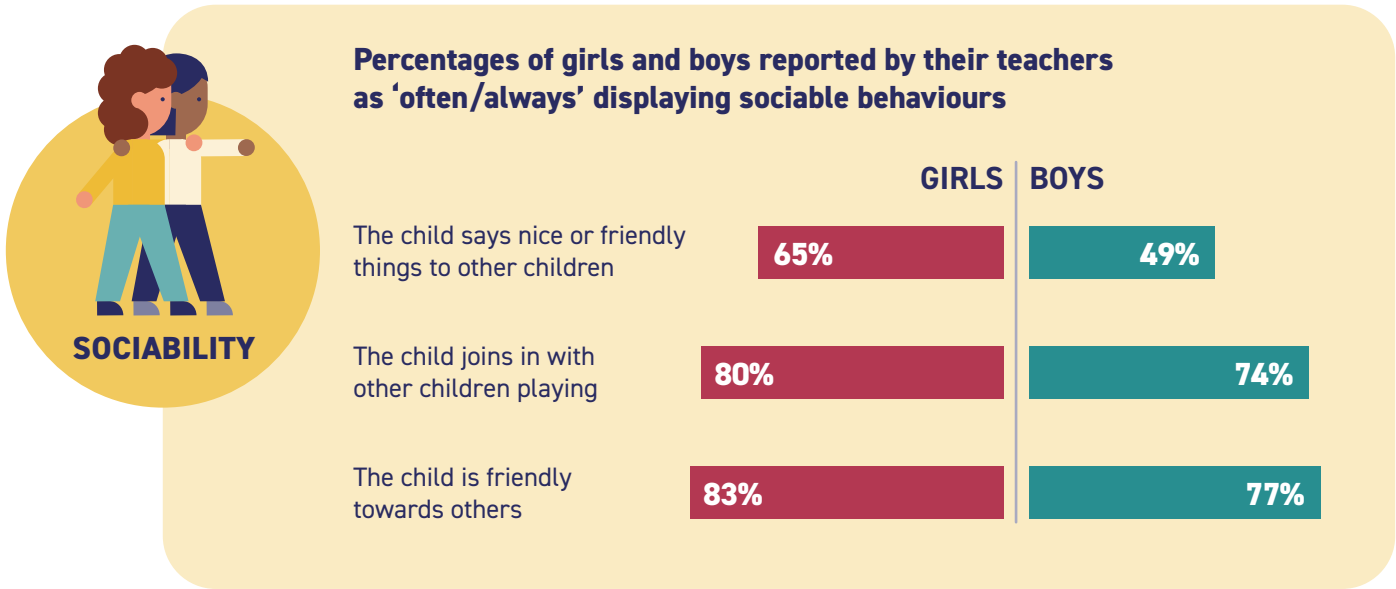 Percentages of girls and boys reported by their teachers
as ‘often/always’ displaying sociable behaviours
GIRLS BOYS
The child says nice or friendly
things to other children
65% 49%
The child joins in with
other children playing
80% 74%
The child is friendly
towards others
83% 77%
SOCIABILITY